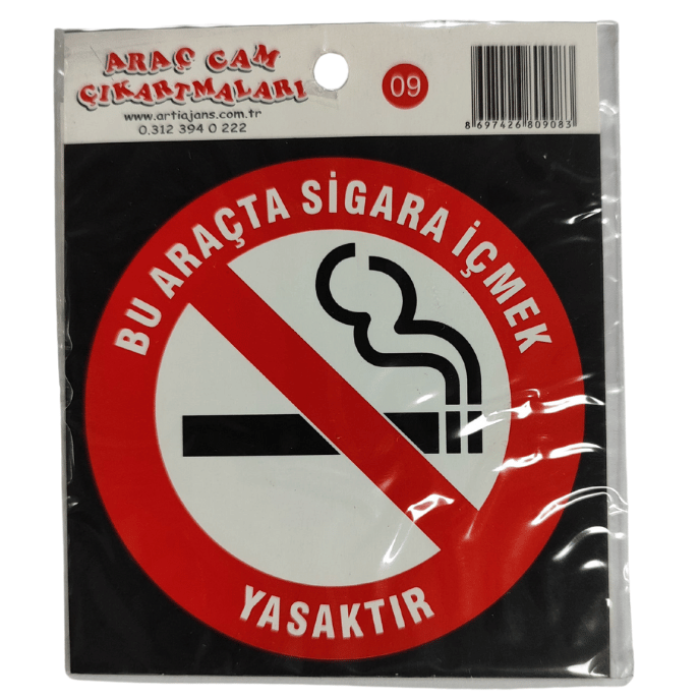 ARAÇ CAM
ÇIKARTMALARI
www.artiajans.com.tr
0.312 394 0 222
09
8 697426 809083
BU ARAÇTA SİGARA İÇMEK
YASAKTIR